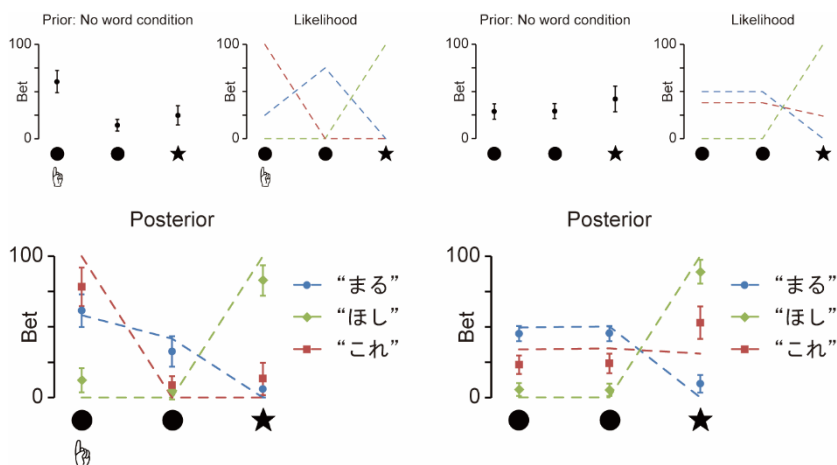 Prior: No word condition
Likelihood
Prior: No word condition
Likelihood
100
Bet
0
100
Bet
0
100
Bet
0
100
Bet
0
Posterior
Posterior
100
Bet
0
“まる”
“ほし”
“これ”
100
Bet
0
“まる”
“ほし”
“これ”